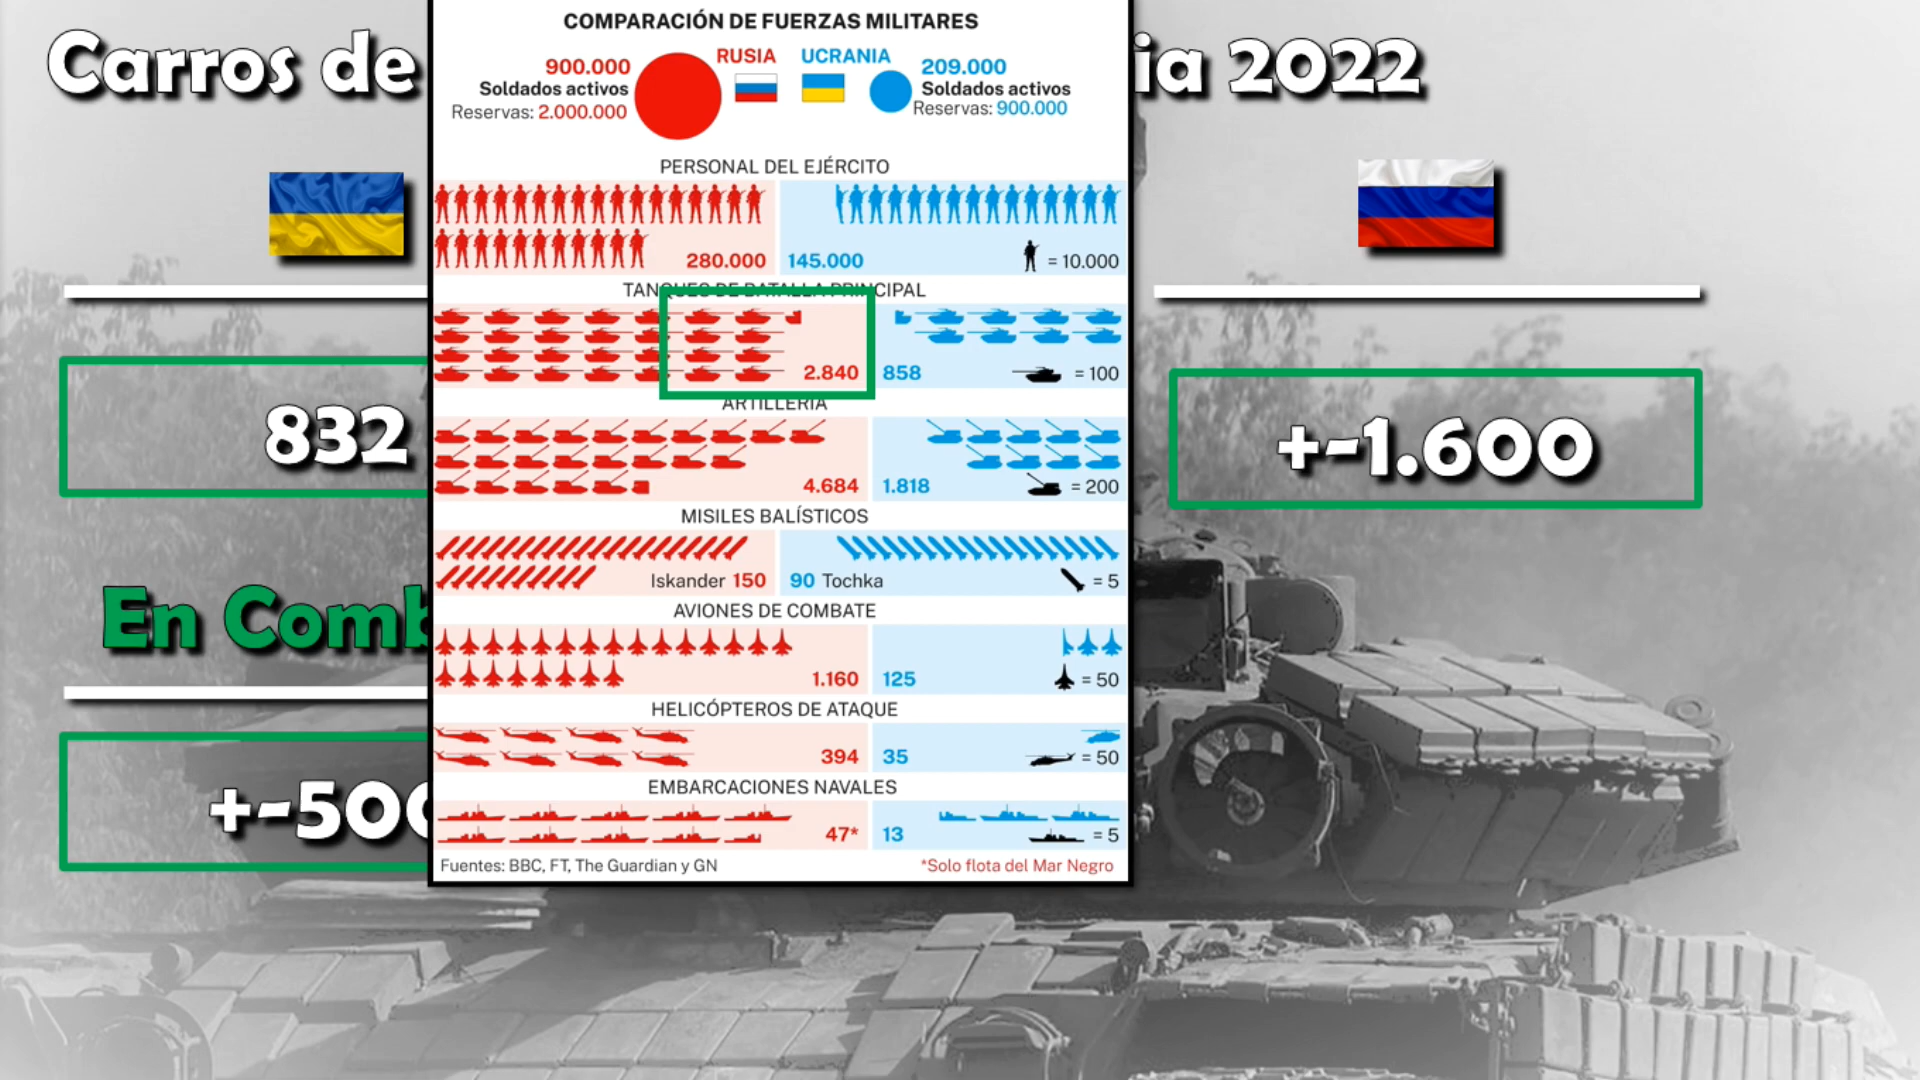 Carros de
ia 2022
COMPARACIÓN DE FUERZAS MILITARES
RUSIA
UCRANIA
900.000
Soldados activos
Reservas: 2.000.000
209.000
Soldados activos
Reservas: 900.000
PERSONAL DEL EJÉRCITO
280.000
145.000
= 10.000
TANQUES DE BATALLA PRINCIPAL
2.840
858
= 100
ARTILLERÍA
4.684
1.818
= 200
MISILES BALÍSTICOS
Iskander 150
90 Tochka
= 5
AVIONES DE COMBATE
1.160
125
= 50
HELICÓPTEROS DE ATAQUE
394
35
= 50
EMBARCACIONES NAVALES
47*
13
= 5
Fuentes: BBC, FT, The Guardian y GN
*Solo flota del Mar Negro
832
+-1.600
En Comb
+-500